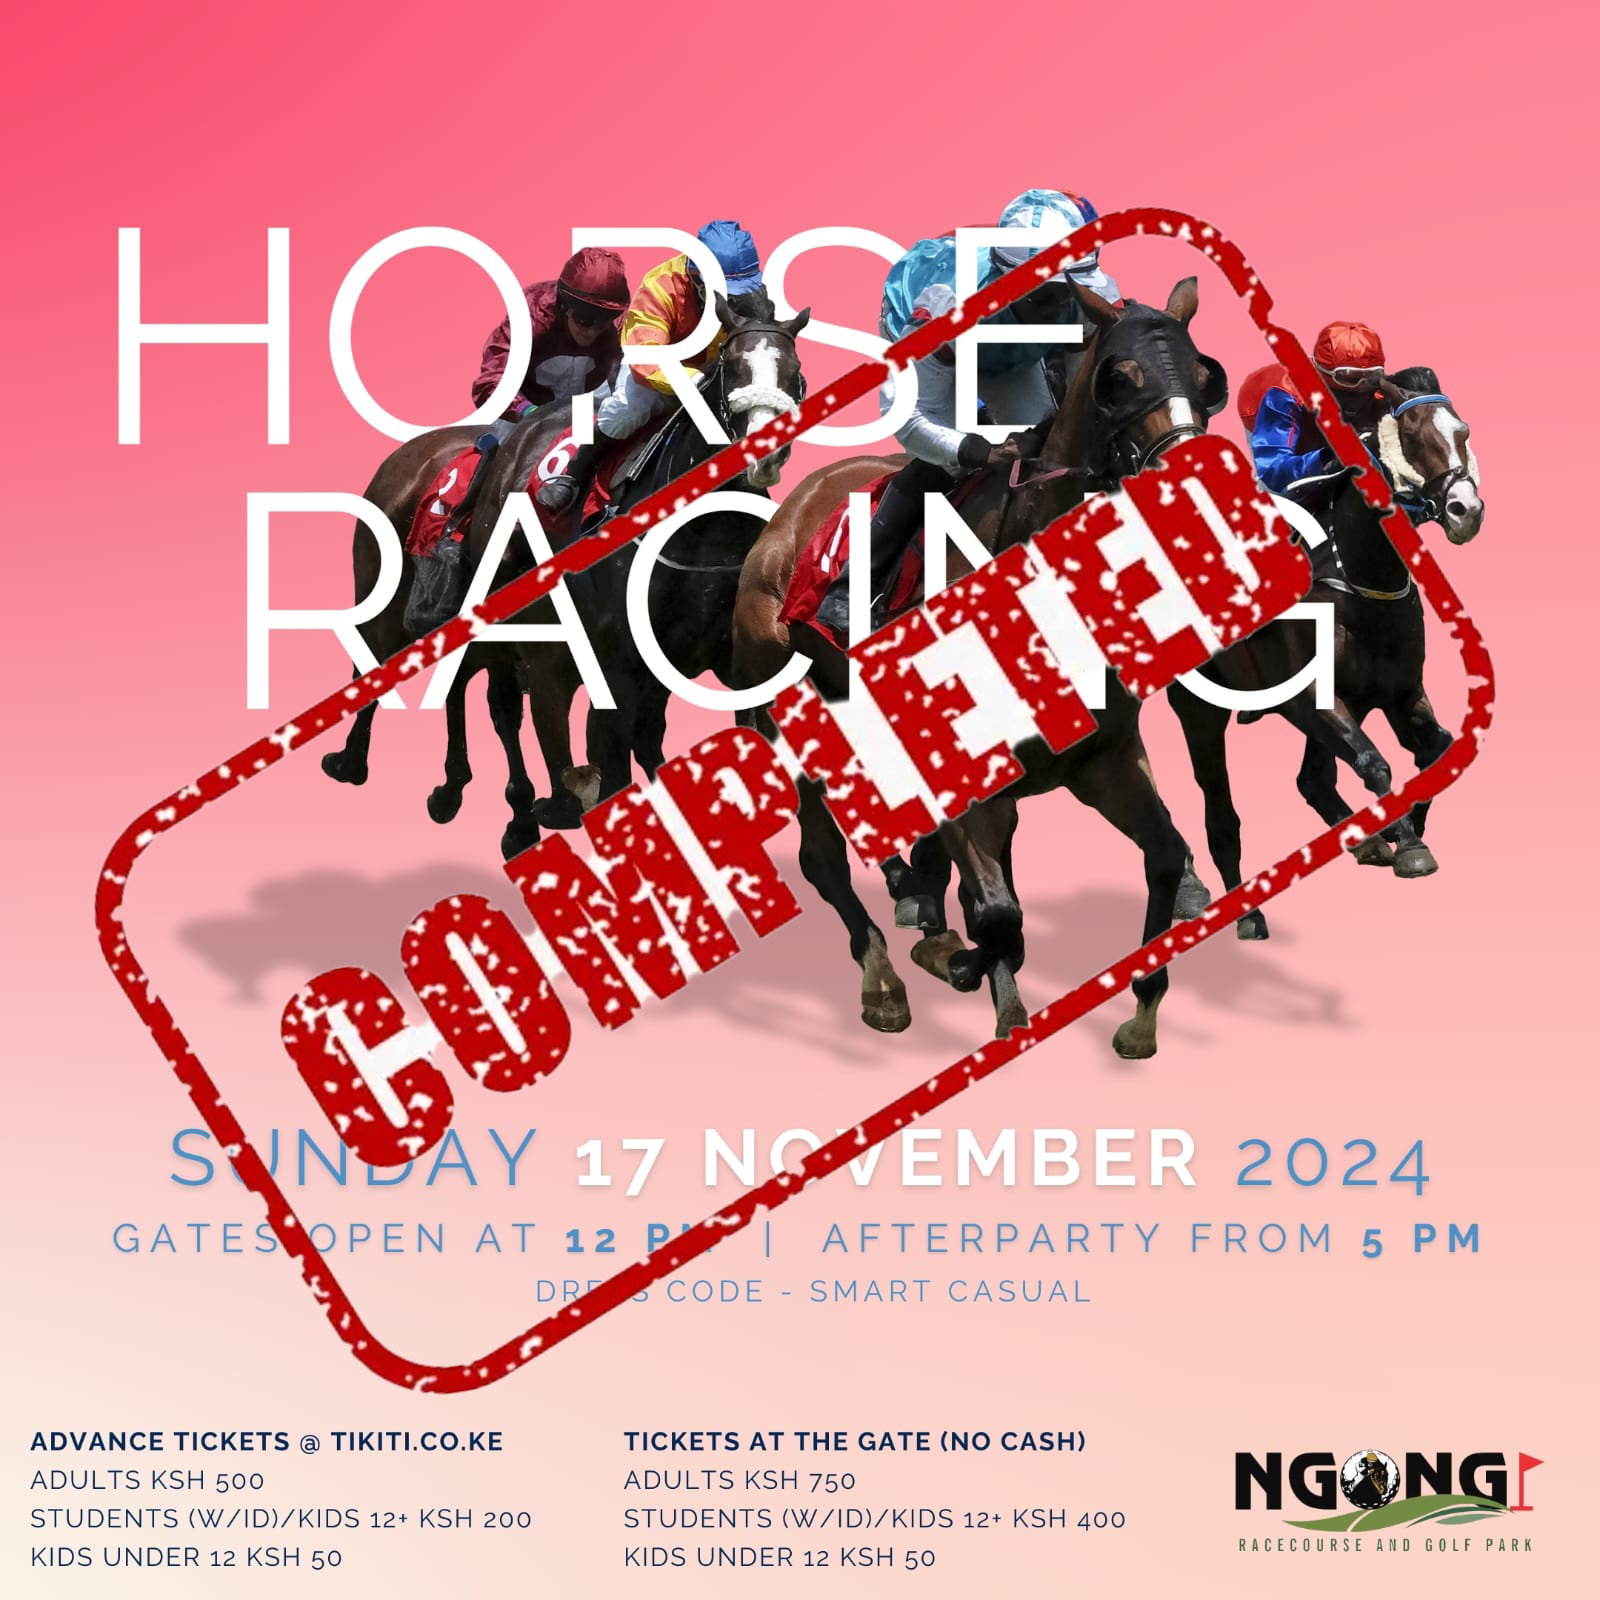 HORSE
RACING
COMPLETED
SUNDAY 17 NOVEMBER 2024
GATES OPEN AT 12 PM | AFTERPARTY FROM 5 PM
DRESS CODE - SMART CASUAL
ADVANCE TICKETS @ TIKITI.CO.KE
ADULTS KSH 500
STUDENTS (W/ID)/KIDS 12+ KSH 200
KIDS UNDER 12 KSH 50
TICKETS AT THE GATE (NO CASH)
ADULTS KSH 750
STUDENTS (W/ID)/KIDS 12+ KSH 400
KIDS UNDER 12 KSH 50
NGONG
RACECOURSE AND GOLF PARK
2
6
1